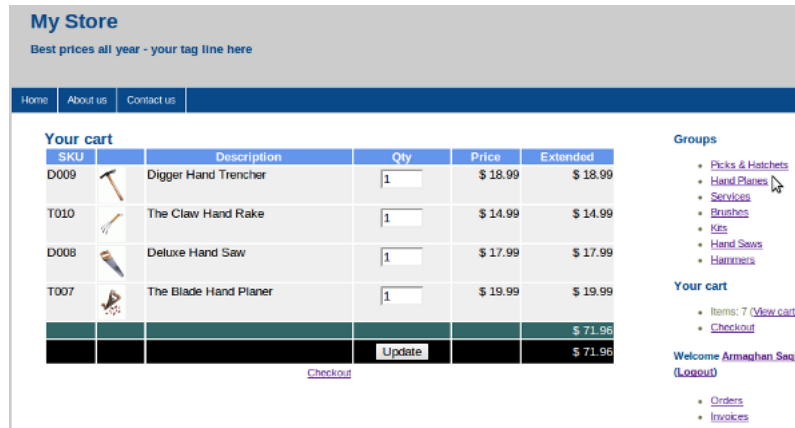 My Store
Best prices all year - your tag line here
Home About us Contact us
Your cart
SKU Description Qty Price Extended
D009 Digger Hand Trencher 1 $ 18.99 $ 18.99
T010 The Claw Hand Rake 1 $ 14.99 $ 14.99
D008 Deluxe Hand Saw 1 $ 17.99 $ 17.99
T007 The Blade Hand Planer 1 $ 19.99 $ 19.99
$ 71.96
Update $ 71.96
Checkout
Groups
Picks & Hatchets
Hand Planes
Services
Brushes
Kits
Hand Saws
Hammers
Your cart
Items: 7 (View cart
Checkout
Welcome Armaghan Saq
(Logout)
Orders
Invoices